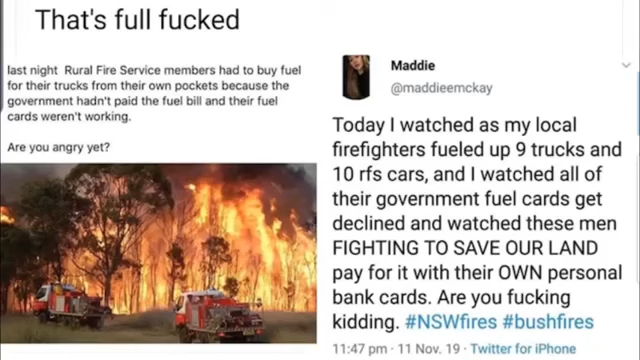 That's full fucked
last night  Rural Fire Service members had to buy fuel
for their trucks from their own pockets because the
government hadn't paid the fuel bill and their fuel
cards weren't working.
Are you angry yet?
Maddie
@maddieemckay
Today I watched as my local
firefighters fueled up 9 trucks and
10 rfs cars, and I watched all of
their government fuel cards get
declined and watched these men
FIGHTING TO SAVE OUR LAND
pay for it with their OWN personal
bank cards. Are you fucking
kidding. #NSWfires #bushfires
11:47 pm · 11 Nov. 19 · Twitter for iPhone